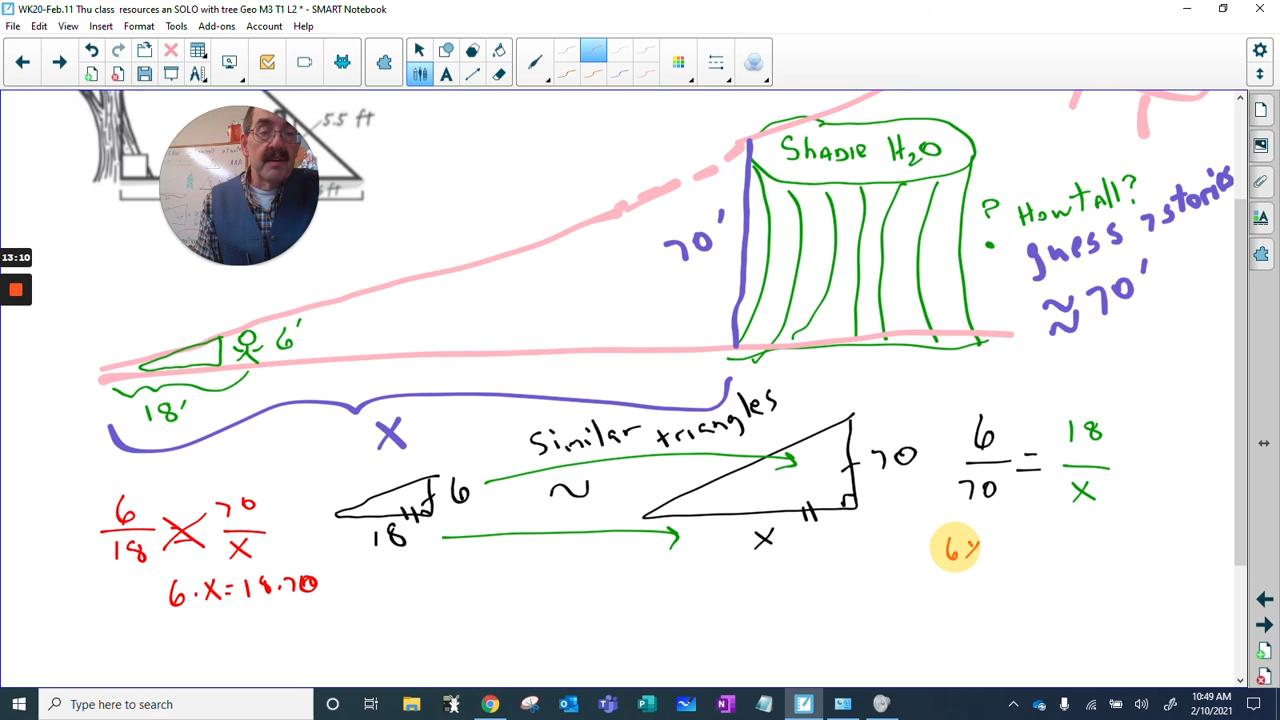 WK20-Feb.11 Thu class  resources an SOLO with tree Geo M3 T1 L2 * - SMART Notebook
File Edit View Insert Format Tools Add-ons Account Help
5.5 ft
ft
13:10
Shadie H2O
70'
? How tall?
guess 7 stories
≈ 70'
6'
18'
x
Similar triangles
6
~
18
70
x
6/70 = 18/x
6/18 70/x
6·x=18·70
6x
Type here to search
10:49 AM
2/10/2021